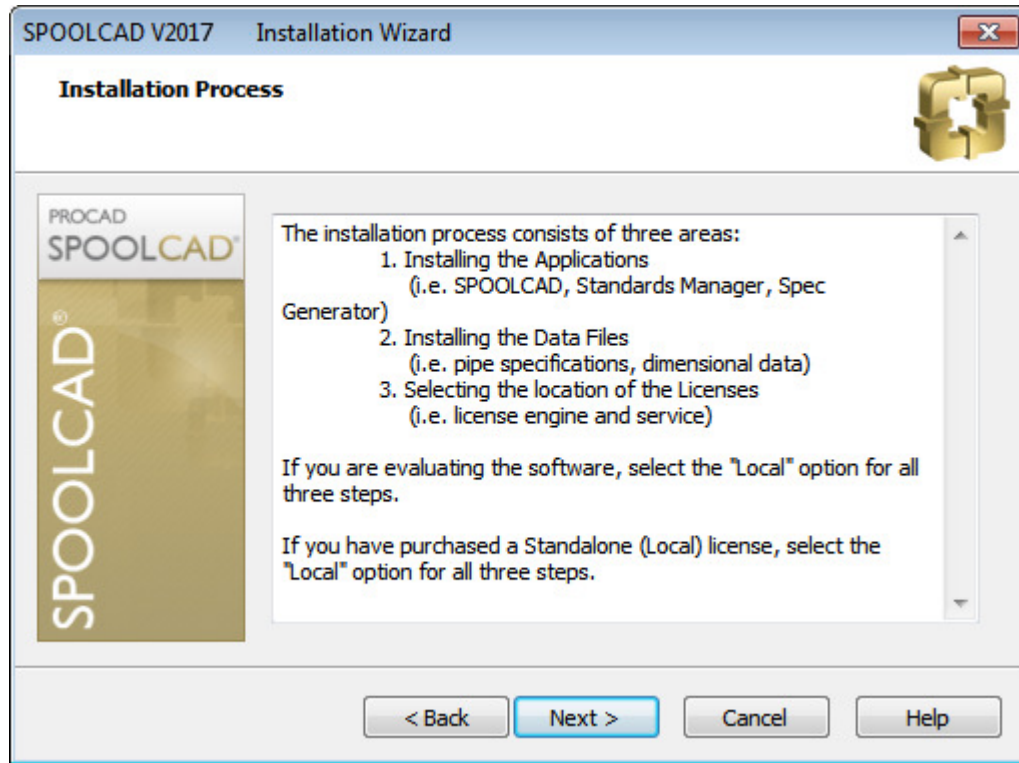 SPOOLCAD V2017 Installation Wizard
Installation Process
PROCAD
SPOOLCAD®
SPOOLCAD®
The installation process consists of three areas:
1. Installing the Applications
(i.e. SPOOLCAD, Standards Manager, Spec
Generator)
2. Installing the Data Files
(i.e. pipe specifications, dimensional data)
3. Selecting the location of the Licenses
(i.e. license engine and service)
If you are evaluating the software, select the "Local" option for all
three steps.
If you have purchased a Standalone (Local) license, select the
"Local" option for all three steps.
< Back
Next >
Cancel
Help